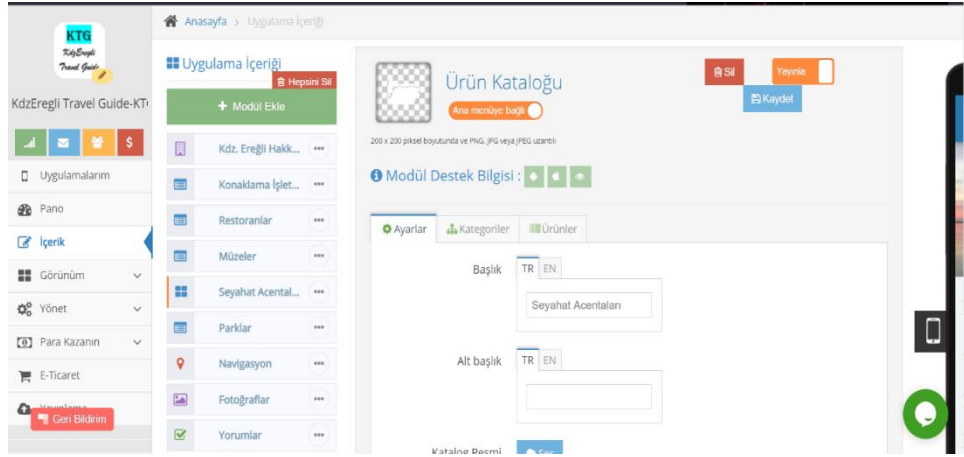 KTG
KdzEregli
Travel Guide
KdzEregli Travel Guide-KT
Uygulamalarım
Pano
İçerik
Görünüm
Yönet
Para Kazanın
E-Ticaret
Geri Bildirim
Anasayfa > Uygulama İçeriği
Uygulama İçeriği
Hepsini Sil
+ Modül Ekle
Kdz. Ereğli Hakk...
Konaklama İşlet...
Restoranlar
Müzeler
Seyahat Acental...
Parklar
Navigasyon
Fotoğraflar
Yorumlar
Ürün Kataloğu
Ana menüye bağlı
Sil
Yayınla
Kaydet
200 x 200 piksel boyutunda ve PNG, JPG veya JPEG uzantılı
Modül Destek Bilgisi :
Ayarlar Kategoriler Ürünler
Başlık TR EN
Seyahat Acentaları
Alt başlık TR EN
Katalog Resmi Seç